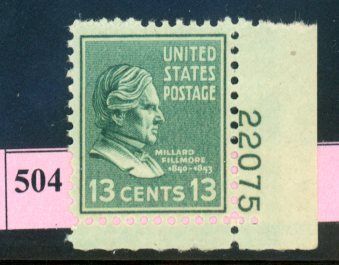 UNITED
STATES
POSTAGE
MILLARD
FILLMORE
1850-1853
13 CENTS 13
22075
504